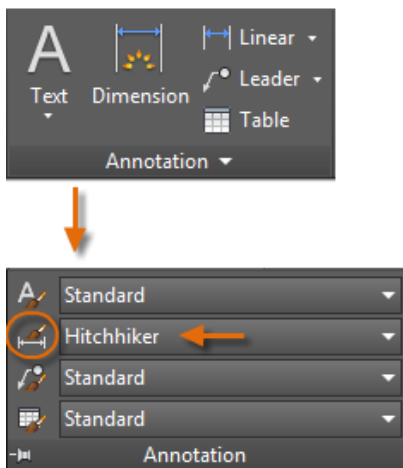 A
Text
Dimension
Linear
Leader
Table
Annotation
A
Standard
Hitchhiker
Standard
Standard
Annotation